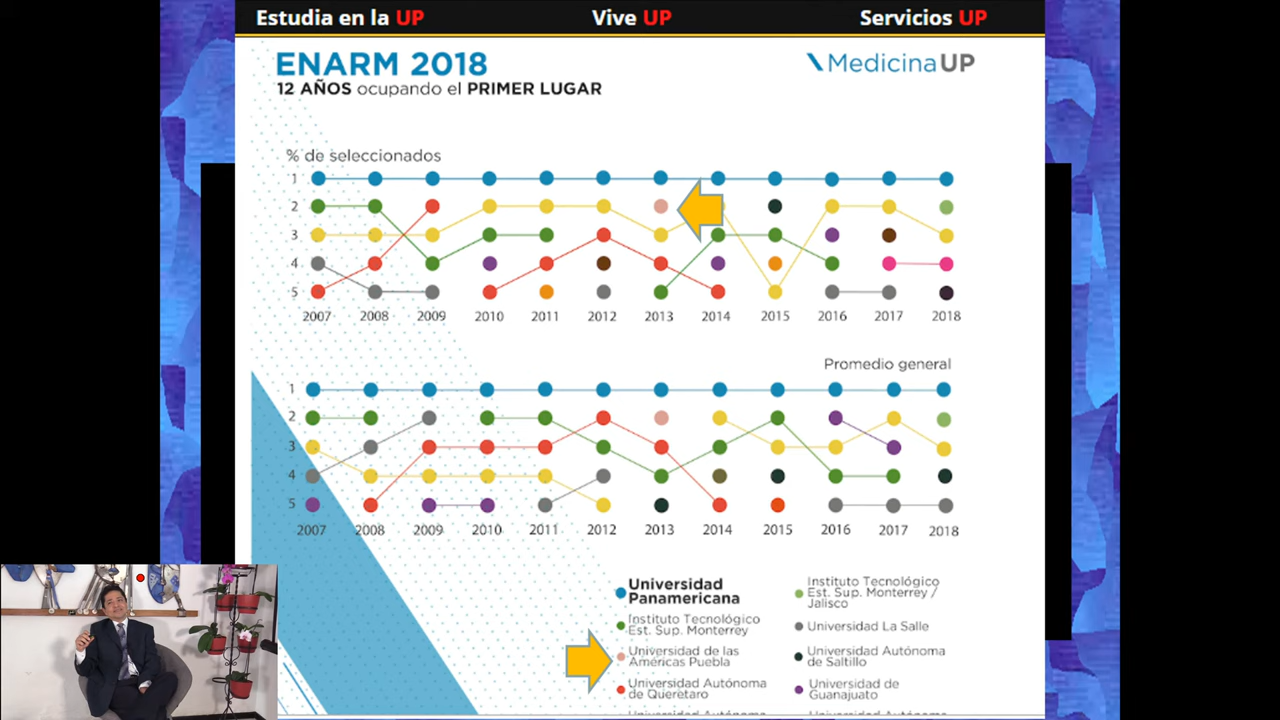 Estudia en la UP
Vive UP
Servicios UP
ENARM 2018
MedicinaUP
12 AÑOS ocupando el PRIMER LUGAR
% de seleccionados
1
2
3
4
5
2007 2008 2009 2010 2011 2012 2013 2014 2015 2016 2017 2018
Promedio general
1
2
3
4
5
2007 2008 2009 2010 2011 2012 2013 2014 2015 2016 2017 2018
Universidad
Panamericana
Instituto Tecnológico
Est. Sup. Monterrey
Universidad de las
Américas Puebla
Universidad Autónoma
de Querétaro
Instituto Tecnológico
Est. Sup. Monterrey /
Jalisco
Universidad La Salle
Universidad Autónoma
de Saltillo
Universidad de
Guanajuato